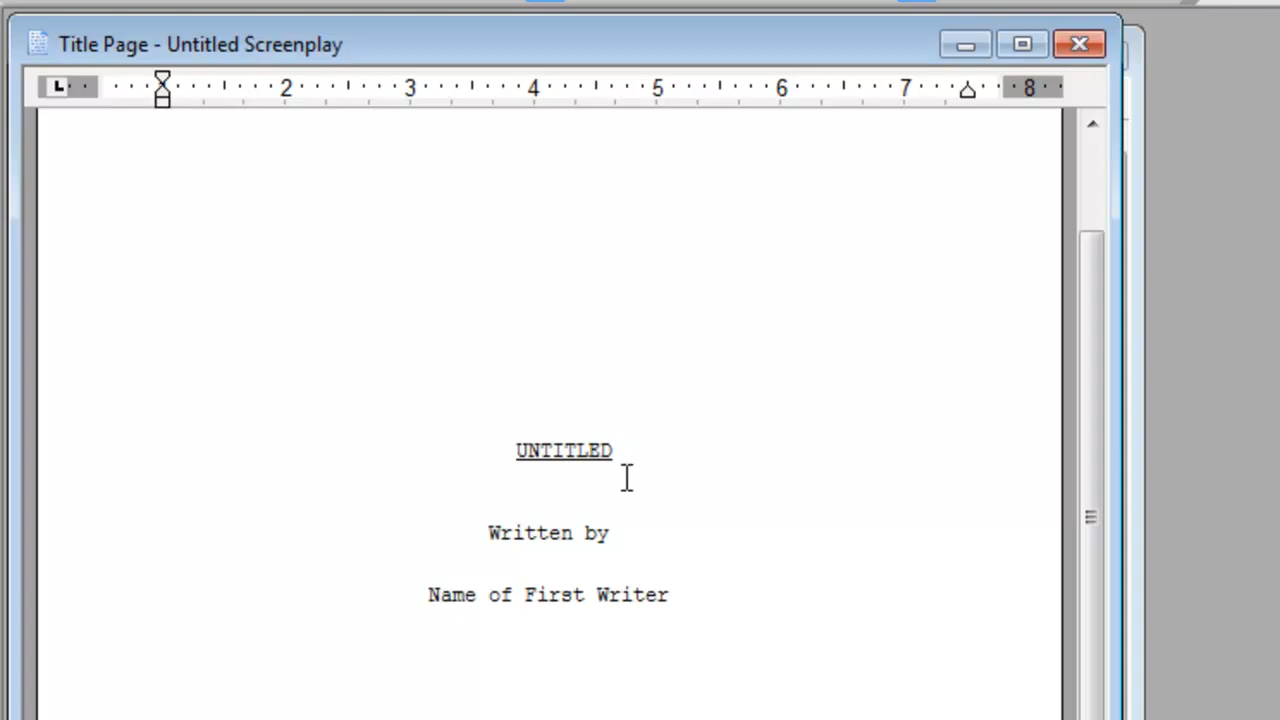 Title Page - Untitled Screenplay
2 3 4 5 6 7 8
UNTITLED
Written by
Name of First Writer